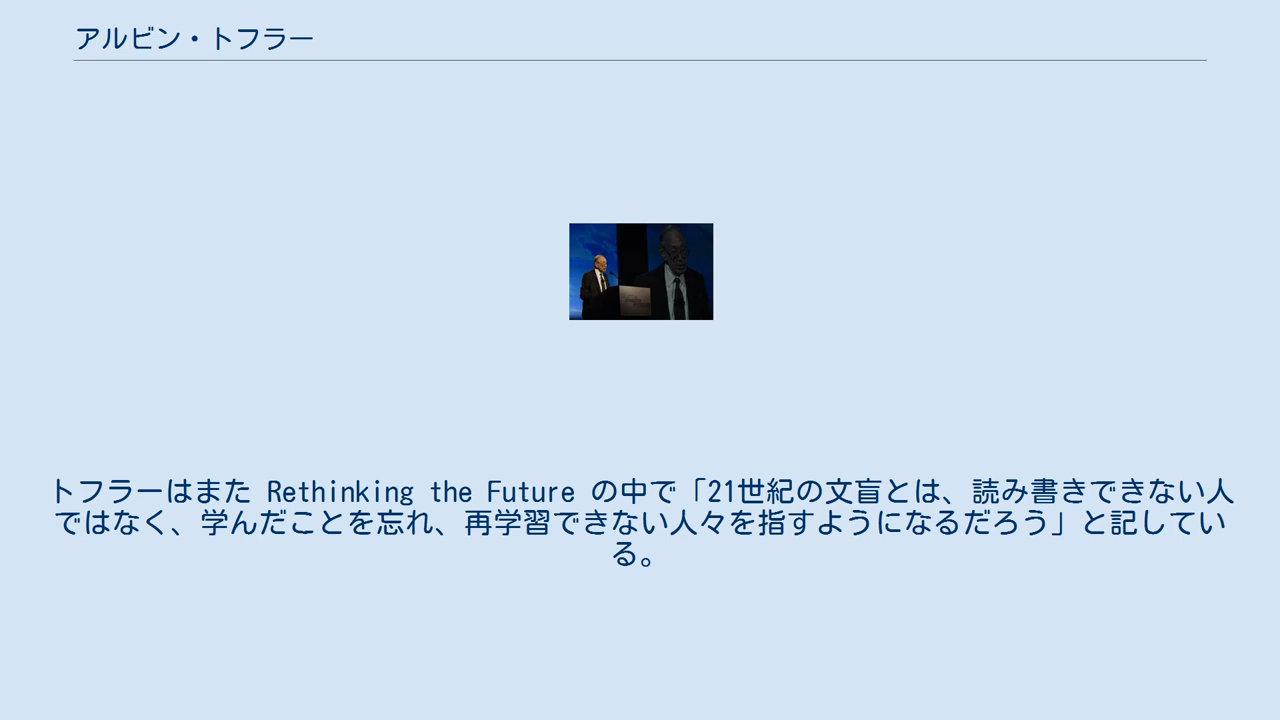 アルビン・トフラー
トフラーはまた Rethinking the Future の中で「21世紀の文盲とは、読み書きできない人
ではなく、学んだことを忘れ、再学習できない人々を指すようになるだろう」と記してい
る。